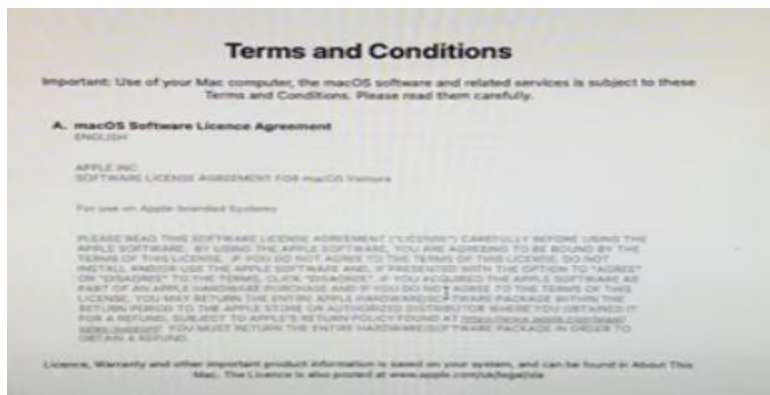 Terms and Conditions
Important: Use of your Mac computer, the macOS software and related services is subject to these
Terms and Conditions. Please read them carefully.
A. macOS Software Licence Agreement
ENGLISH
APPLE INC.
SOFTWARE LICENSE AGREEMENT FOR macOS Ventura
For use on Apple-branded Systems
PLEASE READ THIS SOFTWARE LICENSE AGREEMENT ("LICENSE") CAREFULLY BEFORE USING THE
APPLE SOFTWARE. BY USING THE APPLE SOFTWARE, YOU ARE AGREEING TO BE BOUND BY THE
TERMS OF THIS LICENSE. IF YOU DO NOT AGREE TO THE TERMS OF THIS LICENSE, DO NOT
INSTALL AND/OR USE THE APPLE SOFTWARE AND, IF PRESENTED WITH THE OPTION TO "AGREE"
OR "DISAGREE" TO THE TERMS, CLICK "DISAGREE". IF YOU ACQUIRED THE APPLE SOFTWARE AS
PART OF AN APPLE HARDWARE PURCHASE AND IF YOU DO NOT AGREE TO THE TERMS OF THIS
LICENSE, YOU MAY RETURN THE ENTIRE APPLE HARDWARE/SOFTWARE PACKAGE WITHIN THE
RETURN PERIOD TO THE APPLE STORE OR AUTHORIZED DISTRIBUTOR WHERE YOU OBTAINED IT
FOR A REFUND, SUBJECT TO APPLE'S RETURN POLICY FOUND AT https://www.apple.com/legal/
sales-support/. YOU MUST RETURN THE ENTIRE HARDWARE/SOFTWARE PACKAGE IN ORDER TO
OBTAIN A REFUND.
Licence, Warranty and other important product information is saved on your system, and can be found in About This
Mac. The Licence is also posted at www.apple.com/uk/legal/sla